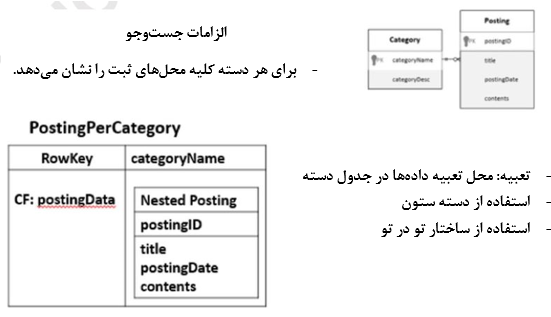 الزامات جست‌وجو
- برای هر دسته کلیه محل‌های ثبت را نشان می‌دهد.
Category
PK categoryName
categoryDesc
Posting
PK postingID
title
postingDate
contents
PostingPerCategory
RowKey categoryName
CF: postingData
Nested Posting
postingID
title
postingDate
contents
- تعبیه: محل تعبیه داده‌ها در جدول دسته
- استفاده از دسته ستون
- استفاده از ساختار تو در تو